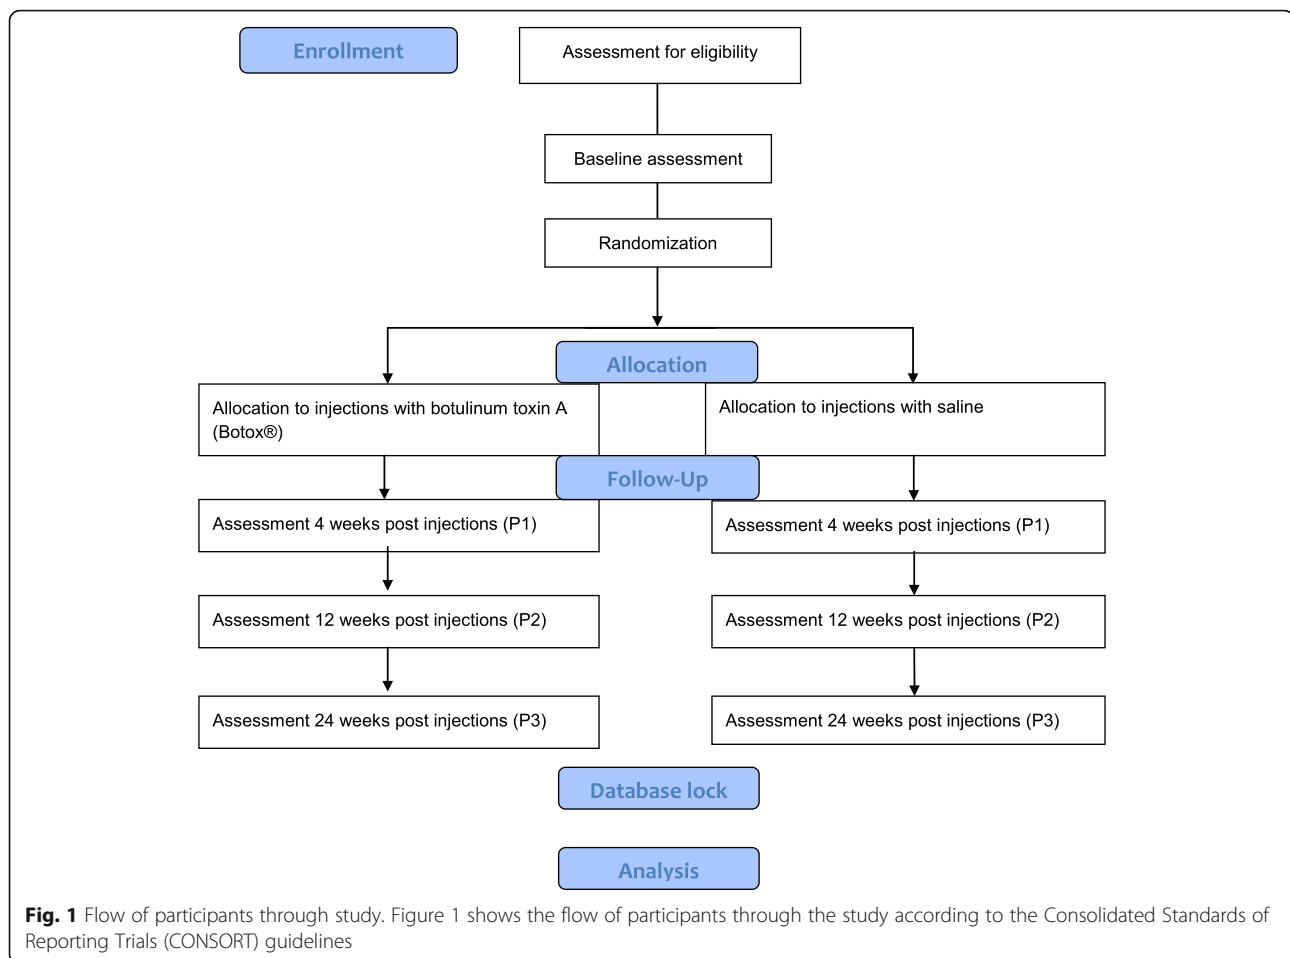 Enrollment
Assessment for eligibility
Baseline assessment
Randomization
Allocation
Allocation to injections with botulinum toxin A
(Botox®)
Allocation to injections with saline
Follow-Up
Assessment 4 weeks post injections (P1)
Assessment 4 weeks post injections (P1)
Assessment 12 weeks post injections (P2)
Assessment 12 weeks post injections (P2)
Assessment 24 weeks post injections (P3)
Assessment 24 weeks post injections (P3)
Database lock
Analysis
Fig. 1 Flow of participants through study. Figure 1 shows the flow of participants through the study according to the Consolidated Standards of
Reporting Trials (CONSORT) guidelines